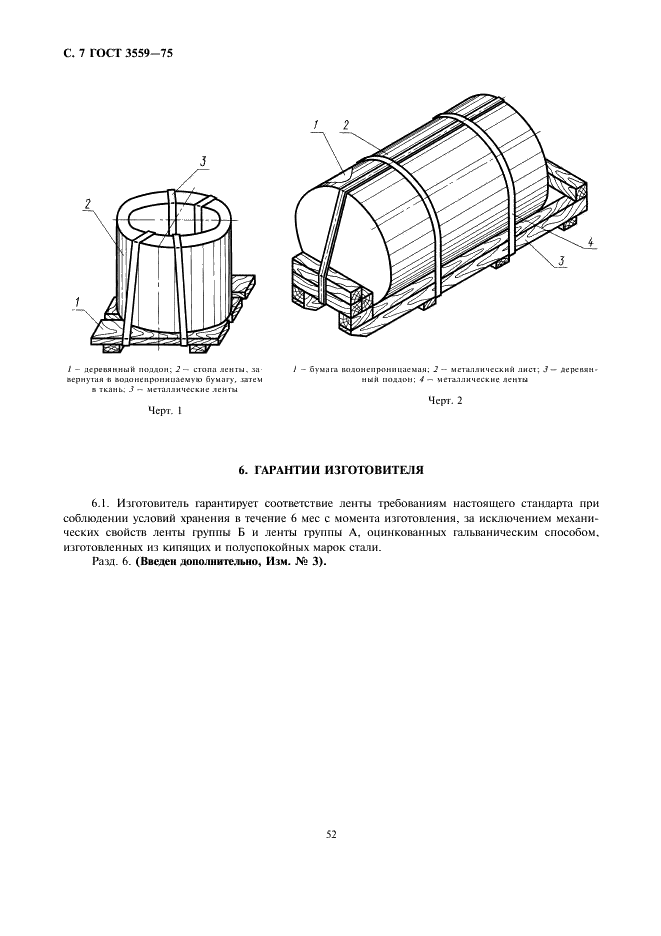 С. 7 ГОСТ 3559—75
3
2
1
1 2
4
3
1 — деревянный поддон; 2 — стопа ленты, за-
вернутая в водонепроницаемую бумагу, затем
в ткань; 3 — металлические ленты
Черт. 1
1 – бумага водонепроницаемая; 2 — металлический лист; 3 — деревян-
ный поддон; 4 — металлические ленты
Черт. 2
6. ГАРАНТИИ ИЗГОТОВИТЕЛЯ
6.1. Изготовитель гарантирует соответствие ленты требованиям настоящего стандарта при
соблюдении условий хранения в течение 6 мес с момента изготовления, за исключением механи-
ческих свойств ленты группы Б и ленты группы А, оцинкованных гальваническим способом,
изготовленных из кипящих и полуспокойных марок стали.
Разд. 6. (Введен дополнительно, Изм. № 3).
52